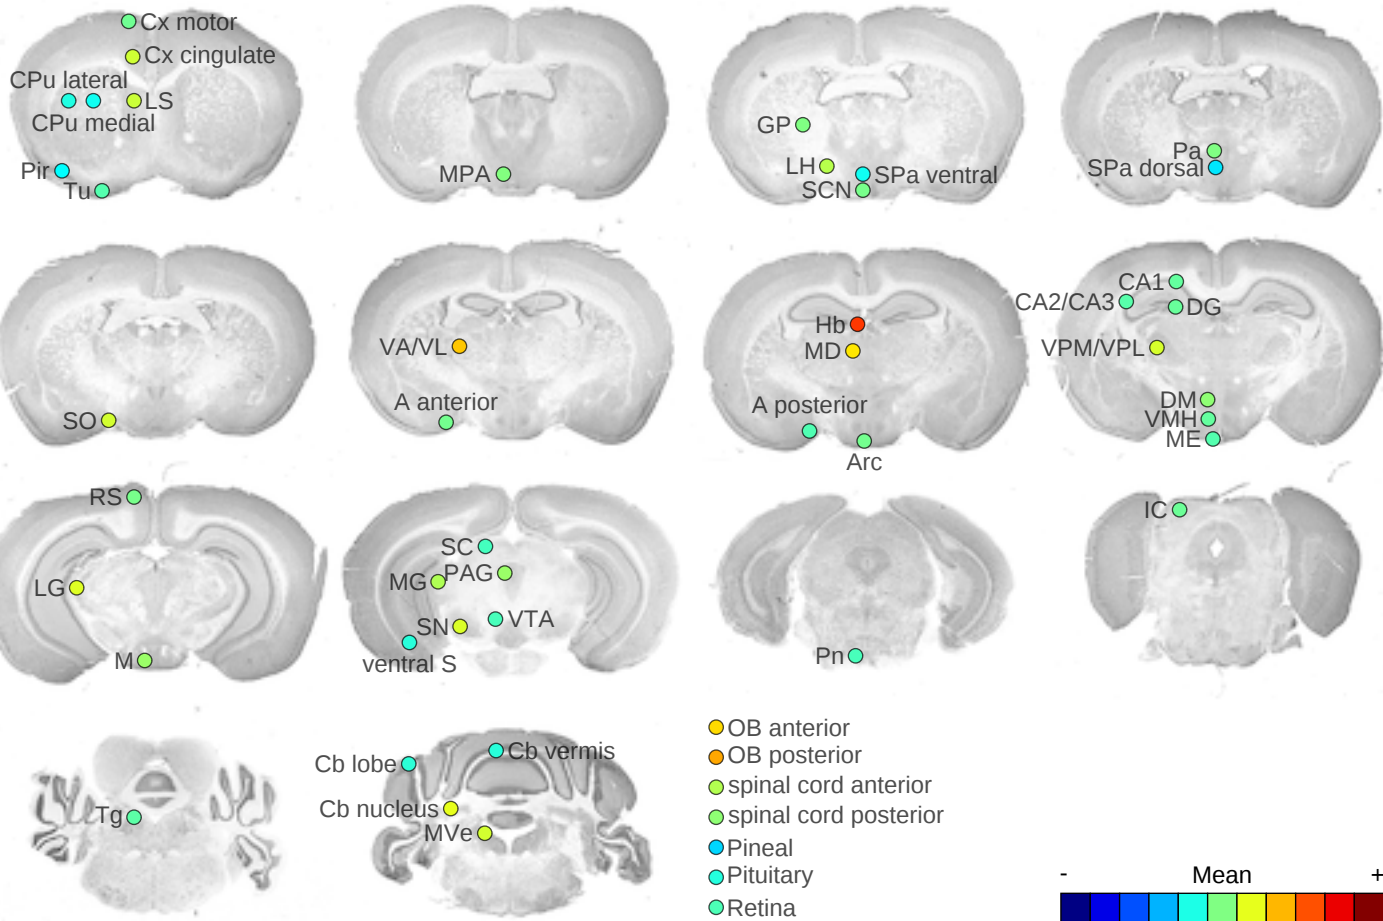 Cx motor
Cx cingulate
CPu lateral
LS
CPu medial
Pir
Tu
MPA
GP
LH
SPa ventral
SCN
Pa
SPa dorsal
SO
VA/VL
A anterior
Hb
MD
A posterior
Arc
CA1
CA2/CA3
DG
VPM/VPL
DM
VMH
ME
RS
LG
M
SC
MG
PAG
SN
VTA
ventral S
Pn
IC
Tg
Cb lobe
Cb vermis
Cb nucleus
MVe
OB anterior
OB posterior
spinal cord anterior
spinal cord posterior
Pineal
Pituitary
Retina
- Mean +